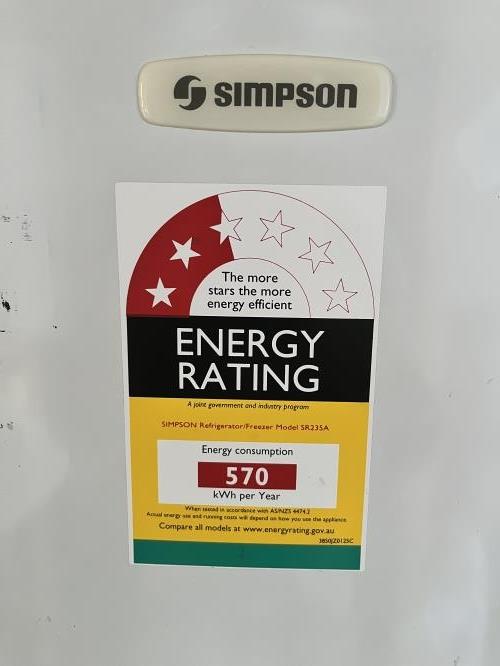 SIMPSON
The more
stars the more
energy efficient
ENERGY
RATING
A joint government and industry program
SIMPSON Refrigerator/Freezer Model SR235A
Energy consumption
570
kWh per Year
When tested in accordance with AS/NZS 4474.2
Actual energy use and running costs will depend on how you use the appliance
Compare all models at www.energyrating.gov.au
3850JZ0125C